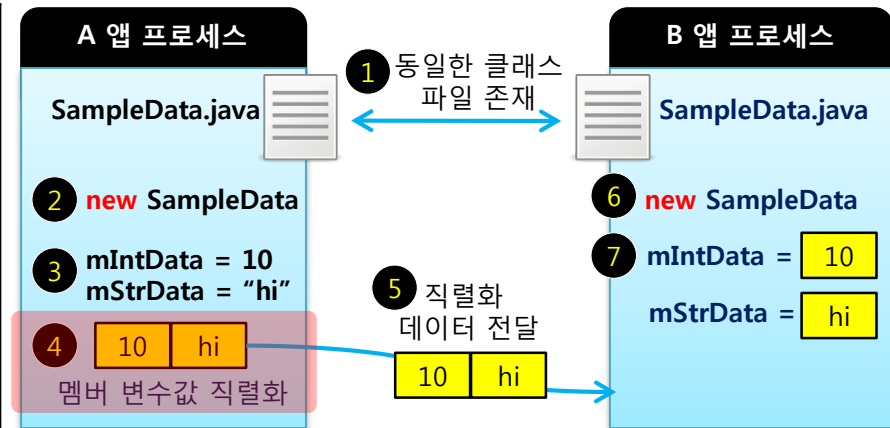 A 앱 프로세스
B 앱 프로세스
1 동일한 클래스
파일 존재
SampleData.java
SampleData.java
2 new SampleData
3 mIntData = 10
mStrData = “hi”
4 10 hi
멤버 변수값 직렬화
5 직렬화
데이터 전달
10 hi
6 new SampleData
7 mIntData = 10
mStrData = hi